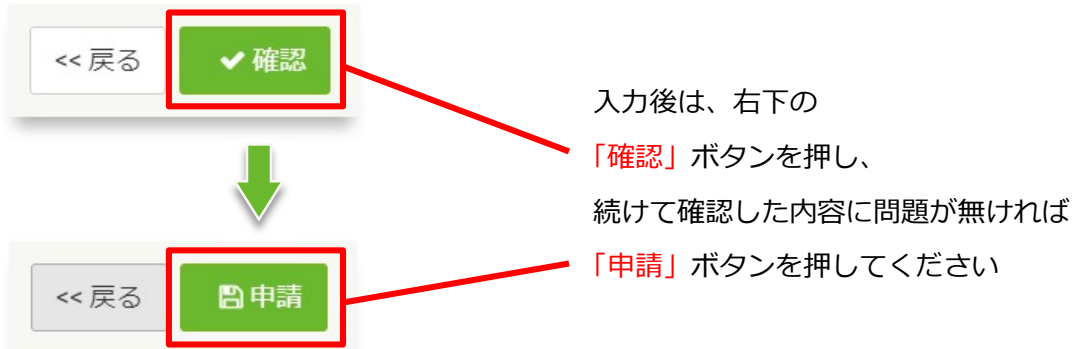 << 戻る
確認
入力後は、右下の
「確認」ボタンを押し、
続けて確認した内容に問題が無ければ
「申請」ボタンを押してください
<< 戻る
申請